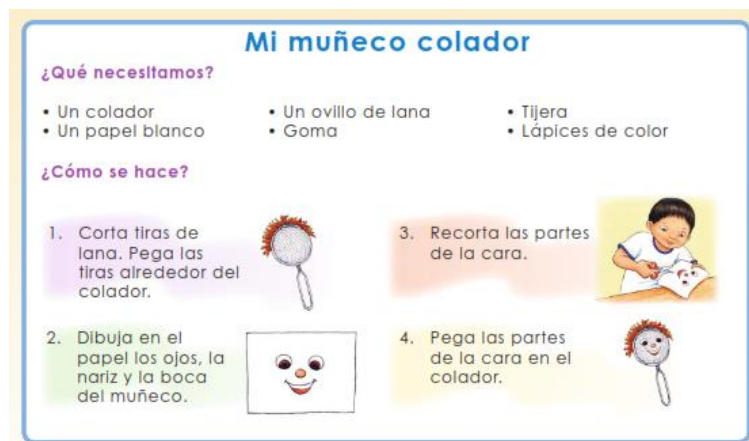 Mi muñeco colador
¿Qué necesitamos?
• Un colador
• Un papel blanco
• Un ovillo de lana
• Goma
• Tijera
• Lápices de color
¿Cómo se hace?
1. Corta tiras de
lana. Pega las
tiras alrededor del
colador.
2. Dibuja en el
papel los ojos, la
nariz y la boca
del muñeco.
3. Recorta las partes
de la cara.
4. Pega las partes
de la cara en el
colador.